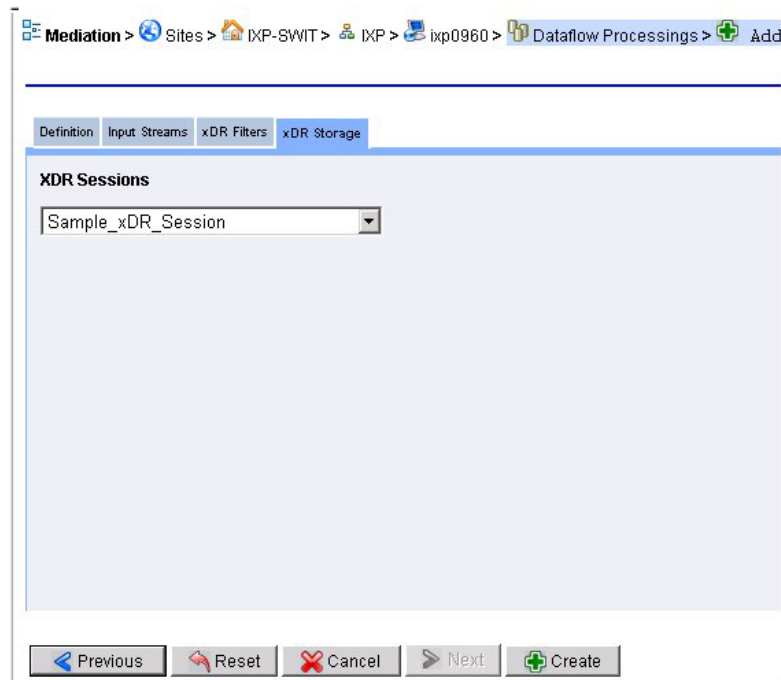 Mediation > Sites > IXP-SWIT > IXP > ixp0960 > Dataflow Processings > Add
Definition Input Streams xDR Filters xDR Storage
XDR Sessions
Sample_xDR_Session
Previous Reset Cancel Next Create